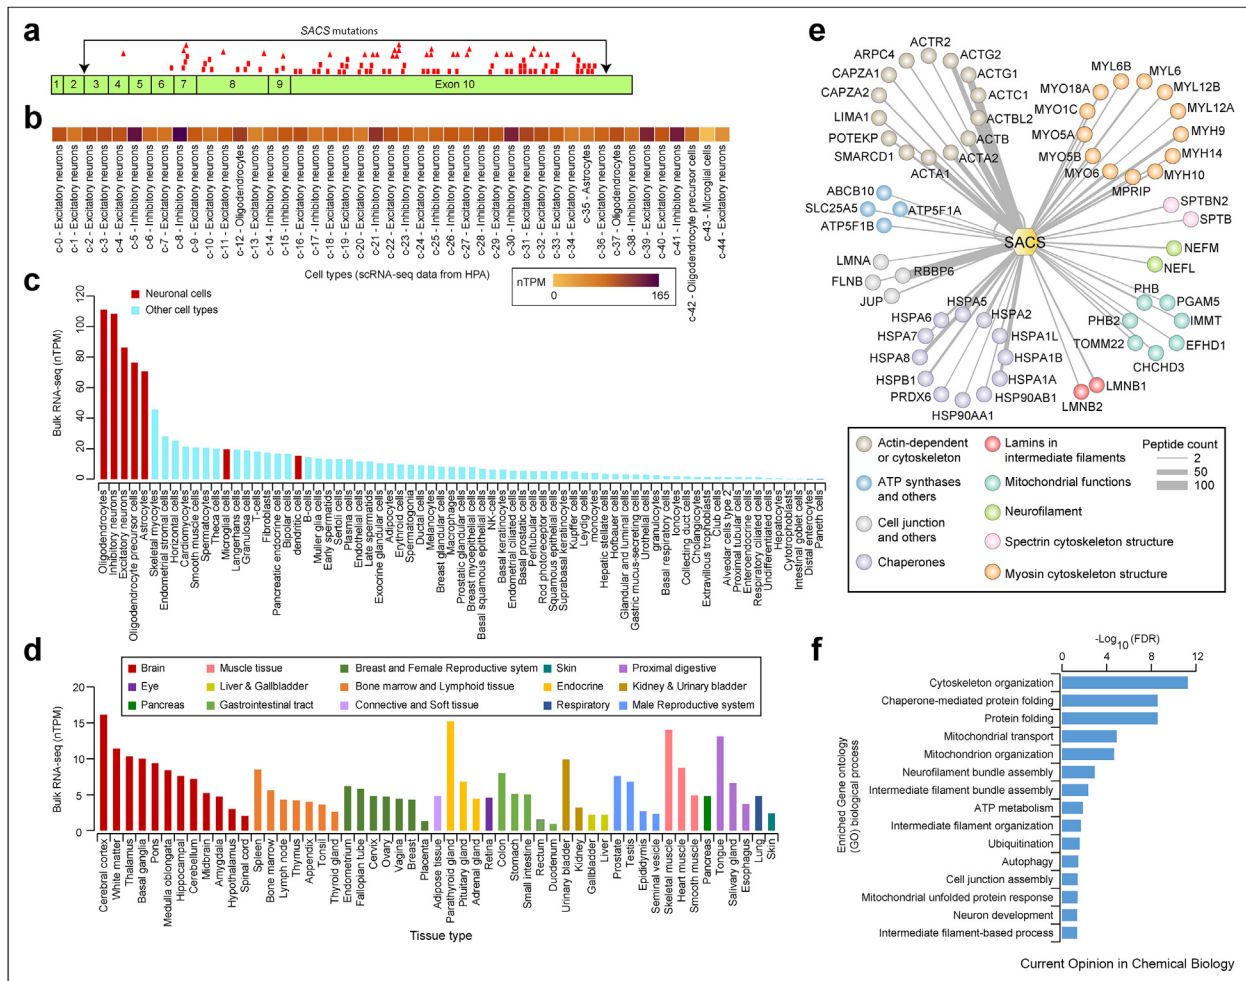 a
SACS mutations
1 2 3 4 5 6 7 8 9 Exon 10
b
c-0 - Excitatory neurons
c-1 - Excitatory neurons
c-2 - Excitatory neurons
c-3 - Excitatory neurons
c-4 - Excitatory neurons
c-5 - Inhibitory neurons
c-6 - Excitatory neurons
c-7 - Excitatory neurons
c-8 - Inhibitory neurons
c-9 - Excitatory neurons
c-10 - Excitatory neurons
c-11 - Excitatory neurons
c-12 - Oligodendrocytes
c-13 - Excitatory neurons
c-14 - Inhibitory neurons
c-15 - Inhibitory neurons
c-16 - Excitatory neurons
c-17 - Inhibitory neurons
c-18 - Excitatory neurons
c-19 - Excitatory neurons
c-20 - Excitatory neurons
c-21 - Inhibitory neurons
c-22 - Excitatory neurons
c-23 - Inhibitory neurons
c-24 - Excitatory neurons
c-25 - Excitatory neurons
c-26 - Inhibitory neurons
c-27 - Excitatory neurons
c-28 - Inhibitory neurons
c-29 - Excitatory neurons
c-30 - Inhibitory neurons
c-31 - Excitatory neurons
c-32 - Excitatory neurons
c-33 - Excitatory neurons
c-34 - Excitatory neurons
c-35 - Astrocytes
c-36 - Excitatory neurons
c-37 - Oligodendrocytes
c-38 - Inhibitory neurons
c-39 - Excitatory neurons
c-40 - Excitatory neurons
c-41 - Inhibitory neurons
c-42 - Oligodendrocyte precursor cells
c-43 - Microglial cells
c-44 - Excitatory neurons
Cell types (scRNA-seq data from HPA)
nTPM
0 165
c
Neuronal cells
Other cell types
Bulk RNA-seq (nTPM)
120
100
80
60
40
20
0
Oligodendrocytes
Inhibitory neurons
Excitatory neurons
Oligodendrocyte precursor cells
Astrocytes
Skeletal myocytes
Endometrial stromal cells
Horizontal cells
Cardiomyocytes
Smooth muscle cells
Spermatocytes
Theca cells
Microglial cells
Langerhans cells
Granulosa cells
Fibroblasts
Pancreatic endocrine cells
Bipolar cells
dendritic cells
B-cells
Muller glia cells
Early spermatids
Sertoli cells
Plasma cells
Endothelial cells
Late spermatids
Exocrine glandular cells
Adipocytes
Erythroid cells
Spermatogonia
Ductal cells
Melanocytes
Breast glandular cells
Macrophages
Prostatic glandular cells
Breast myoepithelial cells
Basal squamous epithelial cells
NK-cells
Basal keratinocytes
Endometrial ciliated cells
Basal prostatic cells
Peritubular cells
Rod photoreceptor cells
Squamous epithelial cells
Suprabasal keratinocytes
Kupffer cells
Leydig cells
monocytes
Hepatic stellate cells
Hofbauer cells
Glandular and luminal cells
Gastric mucus-secreting cells
Urothelial cells
granulocytes
Basal respiratory cells
Ionocytes
Collecting duct cells
Cholangiocytes
Extravillous trophoblasts
Club cells
Alveolar cells type 2
Proximal tubular cells
Enteroendocrine cells
Respiratory ciliated cells
Undifferentiated cells
Hepatocytes
Cytotrophoblasts
Intestinal goblet cells
Distal enterocytes
Paneth cells
d
Brain
Muscle tissue
Breast and Female Reproductive sytem
Skin
Proximal digestive
Eye
Liver & Gallbladder
Bone marrow and Lymphoid tissue
Endocrine
Kidney & Urinary bladder
Pancreas
Gastrointestinal tract
Connective and Soft tissue
Respiratory
Male Reproductive system
Bulk RNA-seq (nTPM)
20
15
10
5
0
Cerebral cortex
White matter
Thalamus
Basal ganglia
Pons
Medulla oblongata
Hippocampal
Cerebellum
Midbrain
Amygdala
Hypothalamus
Spinal cord
Spleen
Bone marrow
Lymph node
Thymus
Appendix
Tonsil
Thyroid gland
Endometrium
Fallopian tube
Cervix
Ovary
Vagina
Breast
Placenta
Adipose tissue
Parathyroid gland
Pituitary gland
Adrenal gland
Retina
Colon
Stomach
Small intestine
Rectum
Duodenum
Urinary bladder
Kidney
Gallbladder
Liver
Prostate
Testis
Epididymis
Seminal vesicle
Skeletal muscle
Heart muscle
Smooth muscle
Pancreas
Tongue
Salivary gland
Esophagus
Lung
Skin
Tissue type
e
ARPC4
ACTR2
ACTG2
CAPZA1
ACTG1
CAPZA2
ACTC1
LIMA1
ACTBL2
POTEKP
ACTB
SMARCD1
ACTA2
ACTA1
MYL6B
MYL6
MYO18A
MYL12B
MYO1C
MYL12A
MYO5A
MYH9
MYO5B
MYH14
MYO6
MYH10
MPRIP
ABCB10
SLC25A5
ATP5F1A
ATP5F1B
SPTBN2
SPTB
SACS
NEFM
NEFL
LMNA
FLNB
RBBP6
JUP
PHB
PGAM5
PHB2
IMMT
TOMM22
EFHD1
CHCHD3
HSPA5
HSPA6
HSPA2
HSPA7
HSPA1L
HSPA8
HSPA1B
HSPB1
HSPA1A
PRDX6
HSP90AB1
HSP90AA1
LMNB1
LMNB2
Actin-dependent
or cytoskeleton
ATP synthases
and others
Cell junction
and others
Chaperones
Lamins in
intermediate filaments
Mitochondrial functions
Neurofilament
Spectrin cytoskeleton structure
Myosin cytoskeleton structure
Peptide count
2
50
100
f
-Log10 (FDR)
0 4 8 12
Enriched Gene ontology
(GO) biological process
Cytoskeleton organization
Chaperone-mediated protein folding
Protein folding
Mitochondrial transport
Mitochondrion organization
Neurofilament bundle assembly
Intermediate filament bundle assembly
ATP metabolism
Intermediate filament organization
Ubiquitination
Autophagy
Cell junction assembly
Mitochondrial unfolded protein response
Neuron development
Intermediate filament-based process
Current Opinion in Chemical Biology